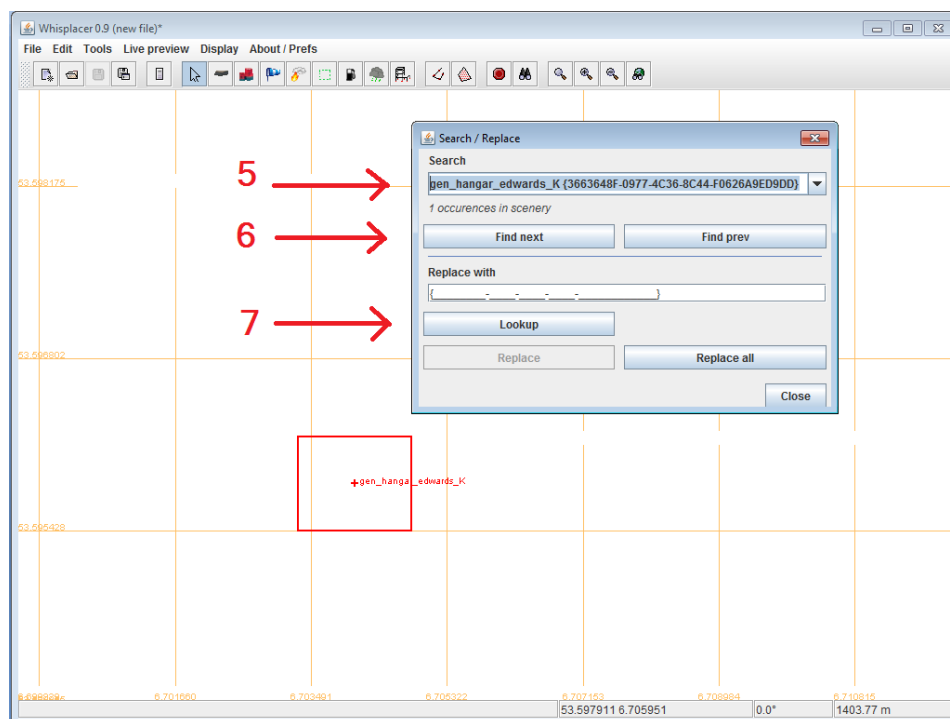 Whisplacer 0.9 (new file)*
File Edit Tools Live preview Display About / Prefs
Search / Replace
Search
5
53.598175
gen_hangar_edwards_K {3663648F-0977-4C36-8C44-F0626A9ED9DD}
1 occurences in scenery
6
Find next Find prev
Replace with
{________-____-____-____-____________}
7
Lookup
53.596802
Replace Replace all
Close
gen_hangar_edwards_K
53.595428
6.701660 6.703491 6.705322 6.707153 6.708984 6.710815
53.597911 6.705951 0.0° 1403.77 m